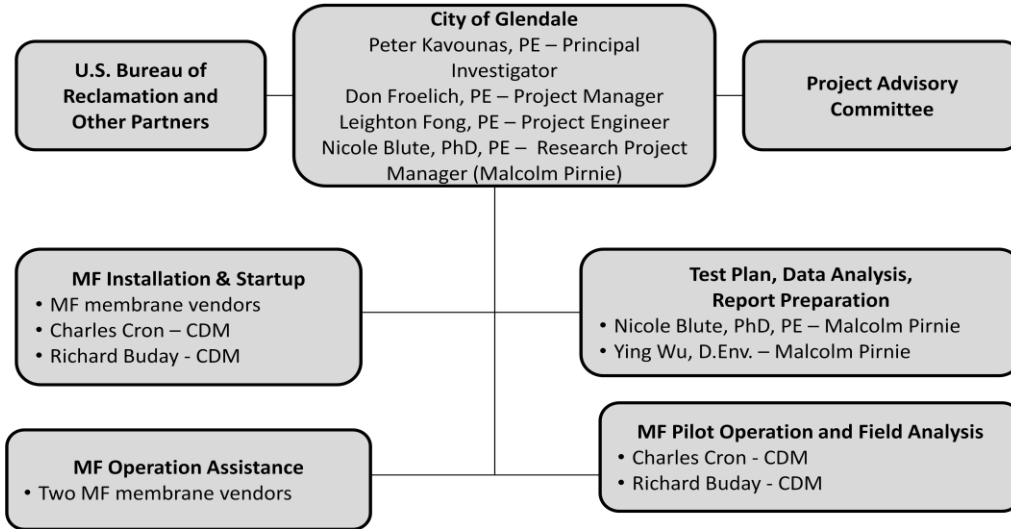 City of Glendale
Peter Kavounas, PE – Principal
Investigator
Don Froelich, PE – Project Manager
Leighton Fong, PE – Project Engineer
Nicole Blute, PhD, PE –  Research Project
Manager (Malcolm Pirnie)
U.S. Bureau of
Reclamation and
Other Partners
Project Advisory
Committee
MF Installation & Startup
• MF membrane vendors
• Charles Cron – CDM
• Richard Buday - CDM
Test Plan, Data Analysis,
Report Preparation
• Nicole Blute, PhD, PE – Malcolm Pirnie
• Ying Wu, D.Env. – Malcolm Pirnie
MF Operation Assistance
• Two MF membrane vendors
MF Pilot Operation and Field Analysis
• Charles Cron - CDM
• Richard Buday - CDM